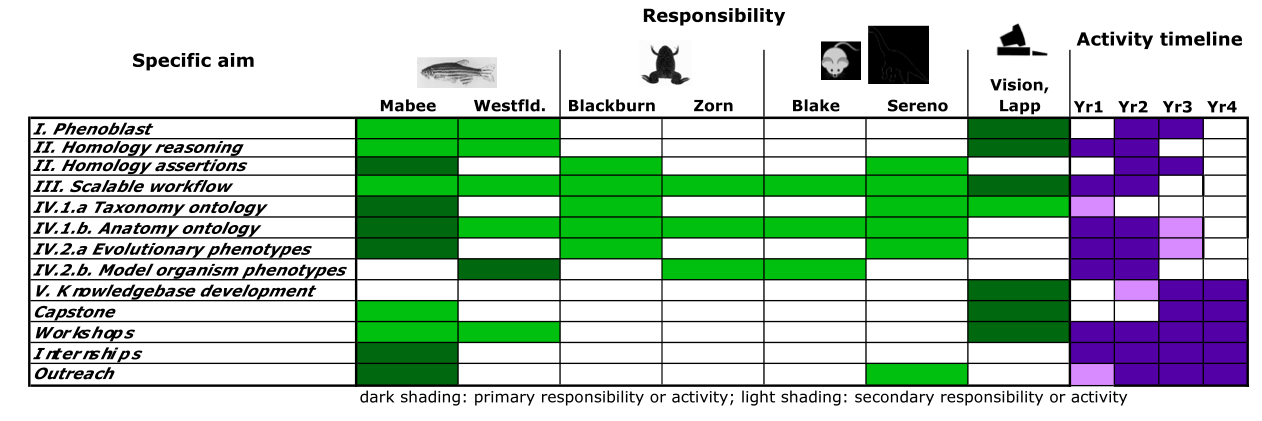 Responsibility
Specific aim
Activity timeline
Mabee Westfld. Blackburn Zorn Blake Sereno Vision, Lapp Yr1 Yr2 Yr3 Yr4
I. Phenoblast
II. Homology reasoning
II. Homology assertions
III. Scalable workflow
IV.1.a Taxonomy ontology
IV.1.b. Anatomy ontology
IV.2.a Evolutionary phenotypes
IV.2.b. Model organism phenotypes
V. Knowledgebase development
Capstone
Workshops
Internships
Outreach
dark shading: primary responsibility or activity; light shading: secondary responsibility or activity